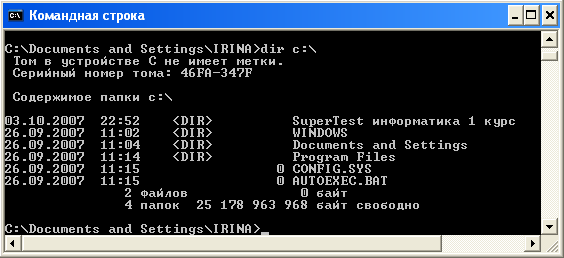 Командная строка
C:\Documents and Settings\IRINA>dir c:\
Том в устройстве C не имеет метки.
Серийный номер тома: 46FA-347F
Содержимое папки c:\
03.10.2007  22:52    <DIR>          SuperTest информатика 1 курс
26.09.2007  11:02    <DIR>          WINDOWS
26.09.2007  11:04    <DIR>          Documents and Settings
26.09.2007  11:14    <DIR>          Program Files
26.09.2007  11:15                 0 CONFIG.SYS
26.09.2007  11:15                 0 AUTOEXEC.BAT
2 файлов              0 байт
4 папок  25 178 963 968 байт свободно
C:\Documents and Settings\IRINA>_